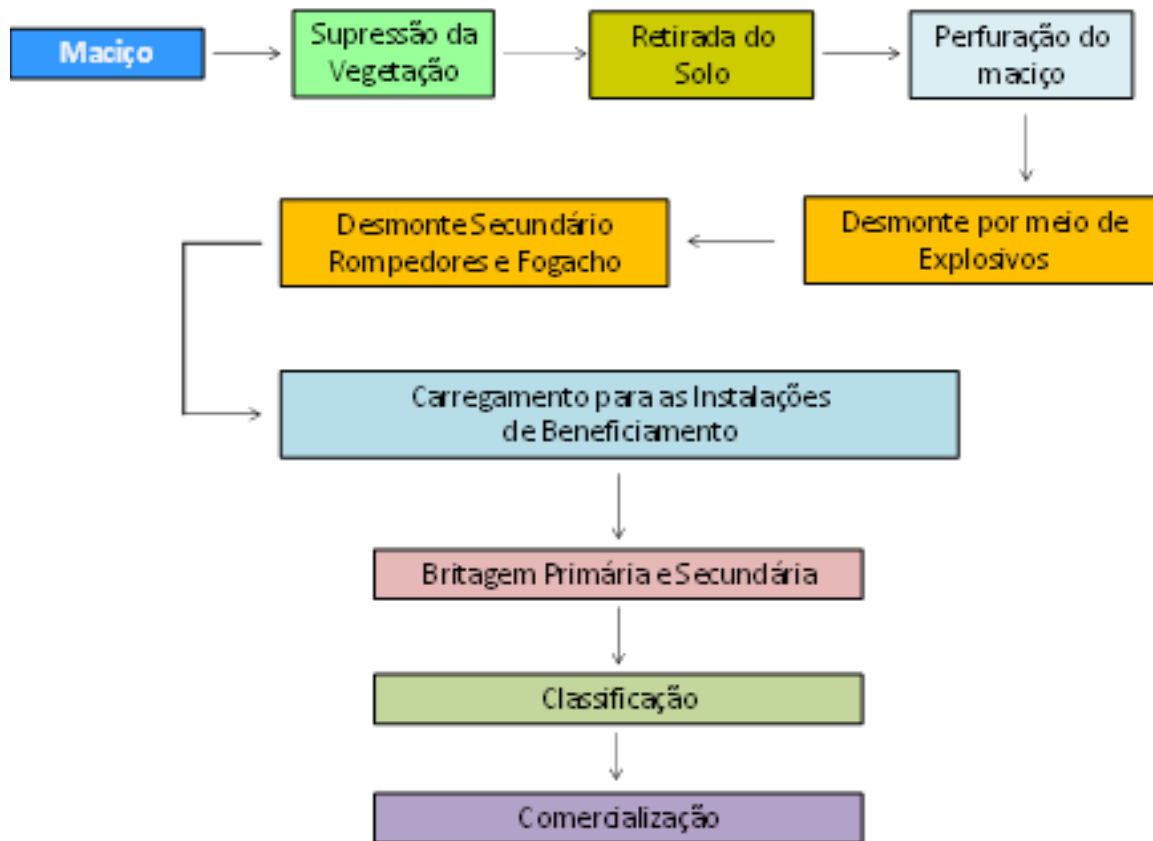 Maciço
Supressão da
Vegetação
Retirada do
Solo
Perfuração do
maciço
Desmonte por meio de
Explosivos
Desmonte Secundário
Rompedores e Fogacho
Carregamento para as Instalações
de Beneficiamento
Britagem Primária e Secundária
Classificação
Comercialização